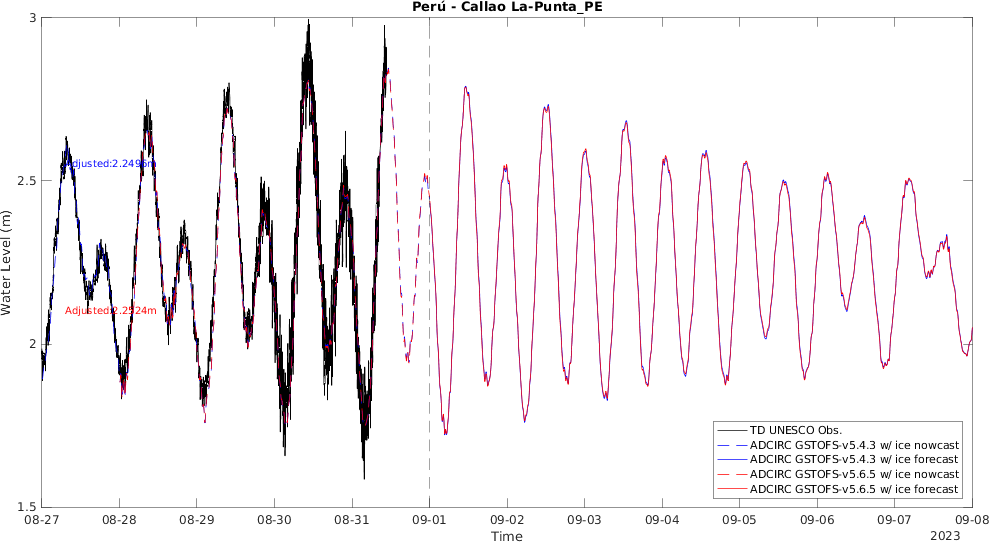 Perú - Callao La-Punta_PE
3
2.5
2
1.5
Water Level (m)
Adjusted:2.2496m
Adjusted:2.2524m
TD UNESCO Obs.
ADCIRC GSTOFS-v5.4.3 w/ ice nowcast
ADCIRC GSTOFS-v5.4.3 w/ ice forecast
ADCIRC GSTOFS-v5.6.5 w/ ice nowcast
ADCIRC GSTOFS-v5.6.5 w/ ice forecast
08-27 08-28 08-29 08-30 08-31 09-01 09-02 09-03 09-04 09-05 09-06 09-07 09-08
Time
2023